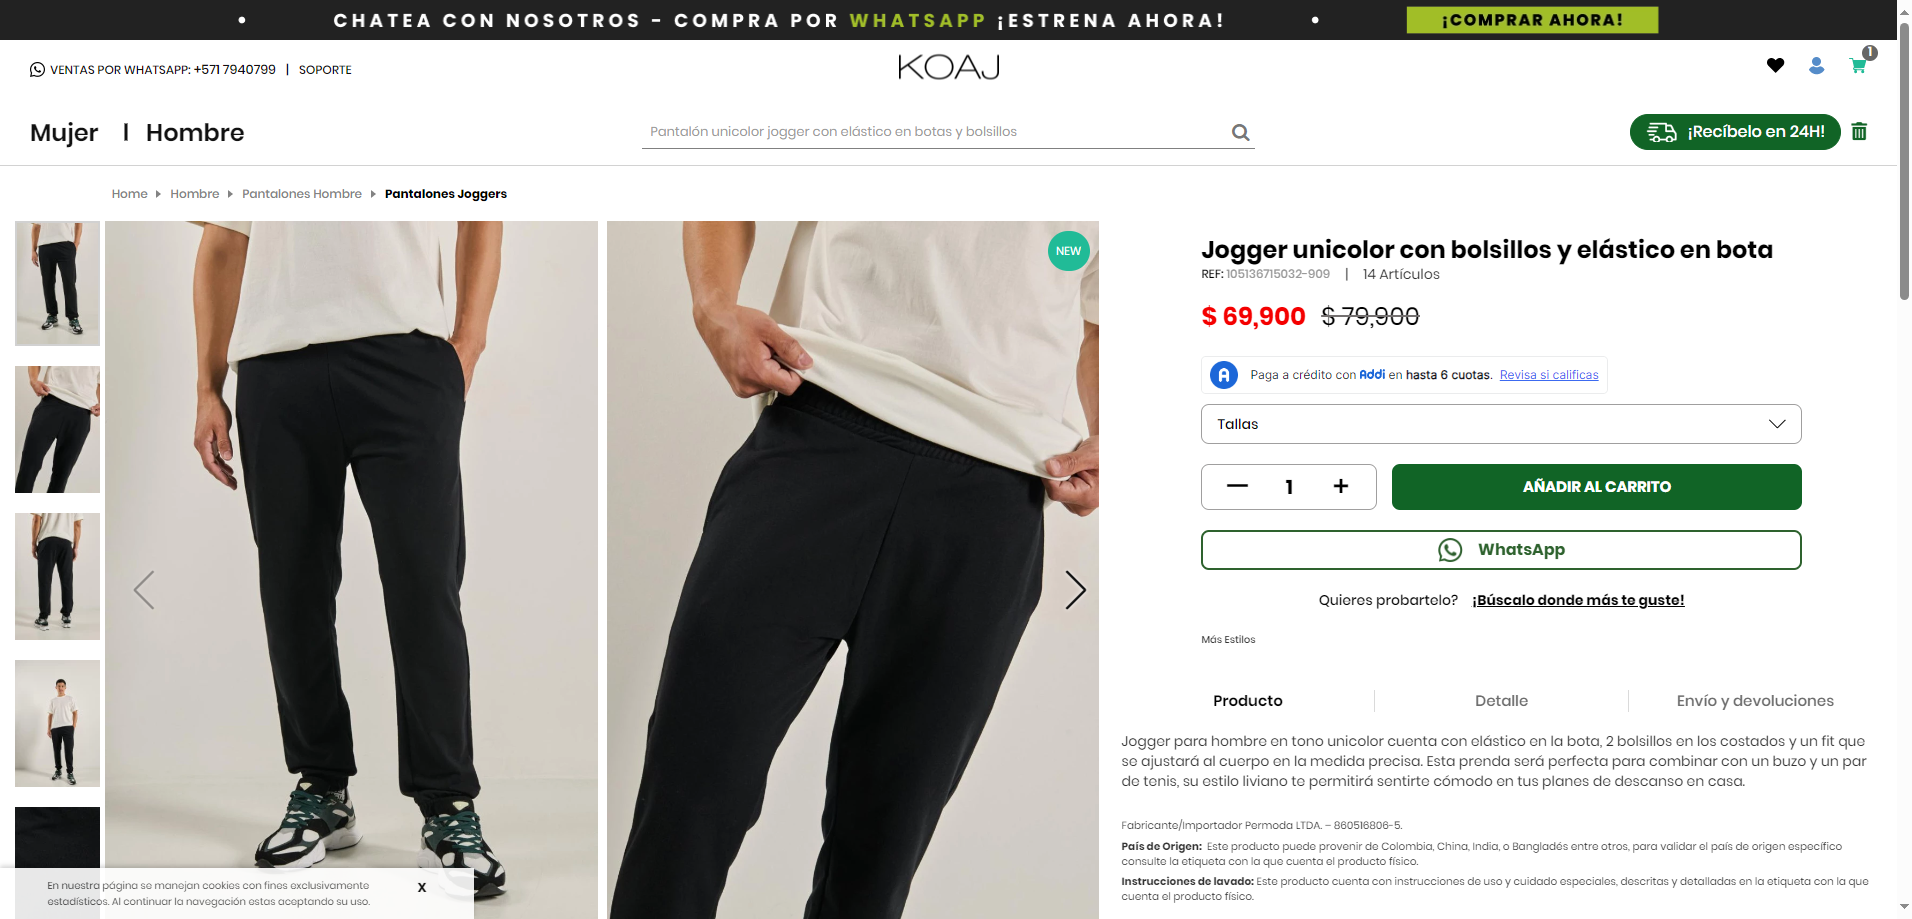 CHATEA CON NOSOTROS - COMPRA POR WHATSAPP ¡ESTRENA AHORA!
¡COMPRAR AHORA!
VENTAS POR WHATSAPP: +571 7940799 | SOPORTE
KOAJ
1
Mujer | Hombre
Pantalón unicolor jogger con elástico en botas y bolsillos
¡Recíbelo en 24H!
Home Hombre Pantalones Hombre Pantalones Joggers
NEW
Jogger unicolor con bolsillos y elástico en bota
REF: 105136715032-909 | 14 Artículos
$ 69,900 $ 79,900
Paga a crédito con Addi en hasta 6 cuotas. Revisa si calificas
Tallas
1
AÑADIR AL CARRITO
WhatsApp
Quieres probartelo? ¡Búscalo donde más te guste!
Más Estilos
Producto
Detalle
Envío y devoluciones
Jogger para hombre en tono unicolor cuenta con elástico en la bota, 2 bolsillos en los costados y un fit que
se ajustará al cuerpo en la medida precisa. Esta prenda será perfecta para combinar con un buzo y un par
de tenis, su estilo liviano te permitirá sentirte cómodo en tus planes de descanso en casa.
Fabricante/Importador Permoda LTDA. – 860516806-5.
País de Origen: Este producto puede provenir de Colombia, China, India, o Bangladés entre otros, para validar el país de origen específico
consulte la etiqueta con la que cuenta el producto físico.
Instrucciones de lavado: Este producto cuenta con instrucciones de uso y cuidado especiales, descritas y detalladas en la etiqueta con la que
cuenta el producto físico.
En nuestra página se manejan cookies con fines exclusivamente
estadísticos. Al continuar la navegación estas aceptando su uso.
X